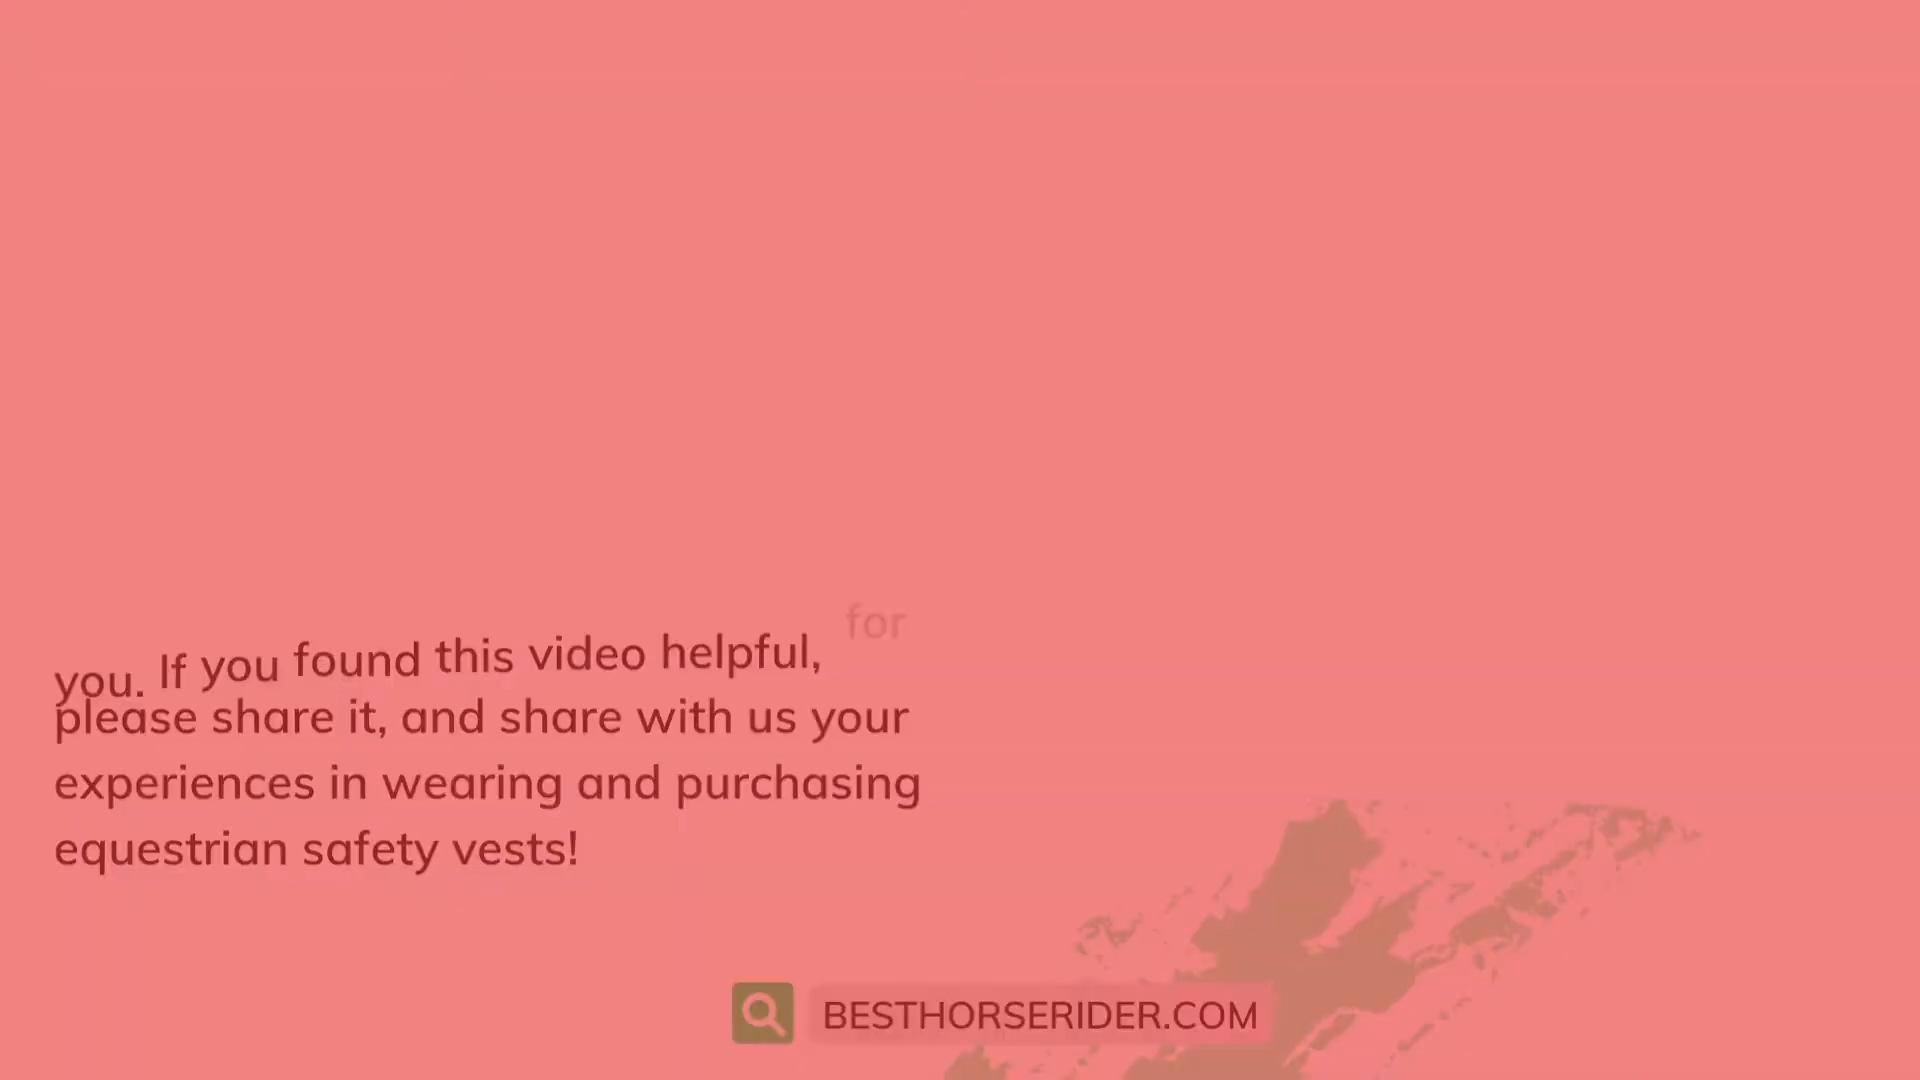 for
you. If you found this video helpful,
please share it, and share with us your
experiences in wearing and purchasing
equestrian safety vests!
BESTHORSERIDER.COM